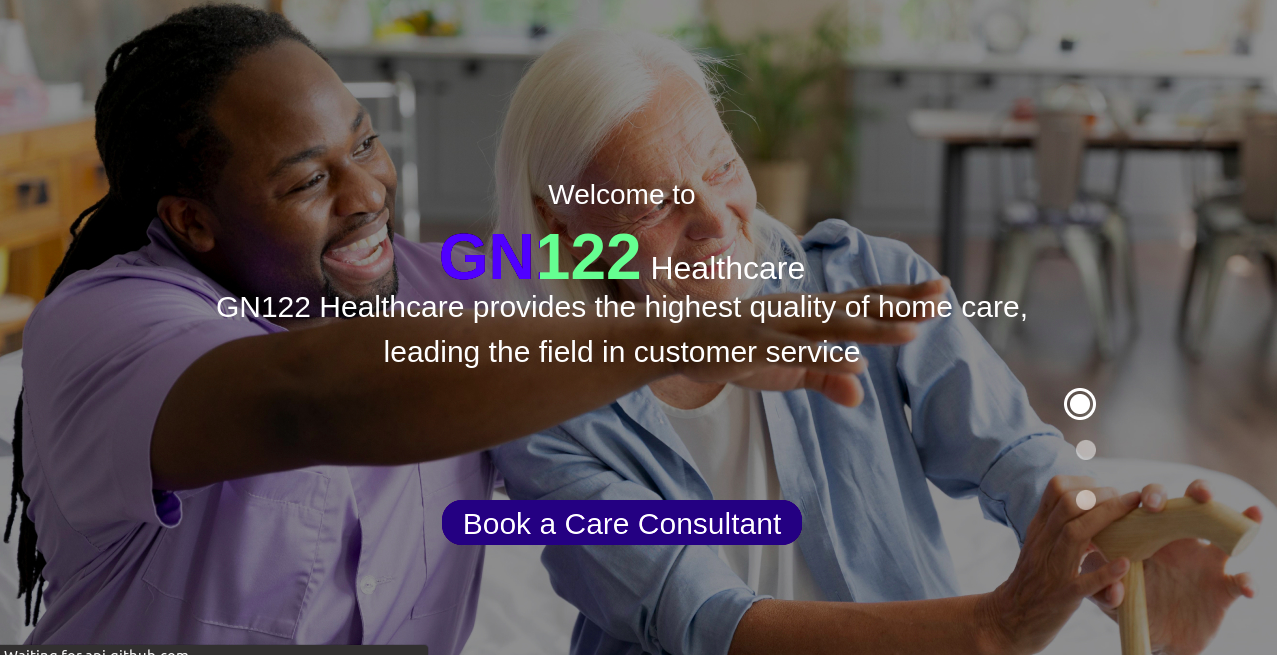 Welcome to
GN122 Healthcare
GN122 Healthcare provides the highest quality of home care,
leading the field in customer service
Book a Care Consultant
Waiting for api.github.com